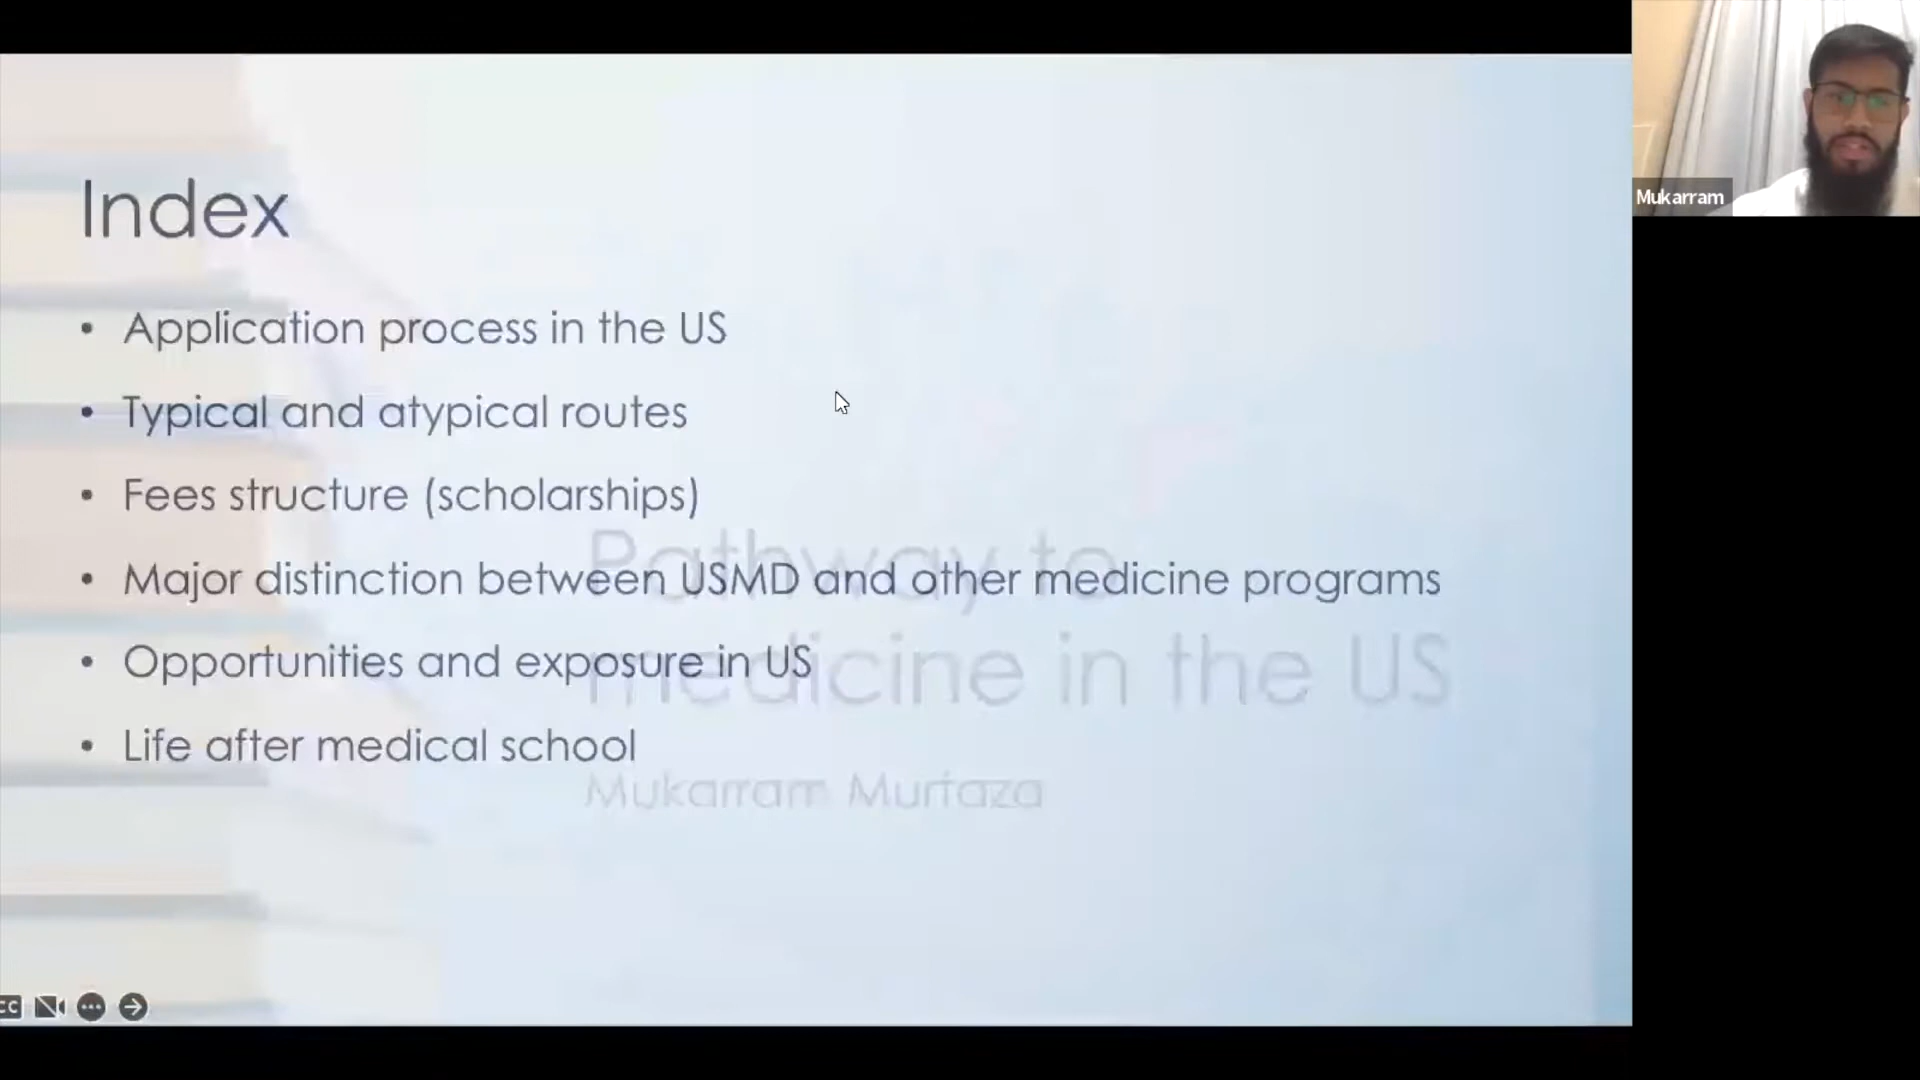 Index
• Application process in the US
• Typical and atypical routes
• Fees structure (scholarships)
• Major distinction between USMD and other medicine programs
• Opportunities and exposure in US
• Life after medical school
Pathway to
medicine in the US
Mukarram Murtaza
Mukarram
CC